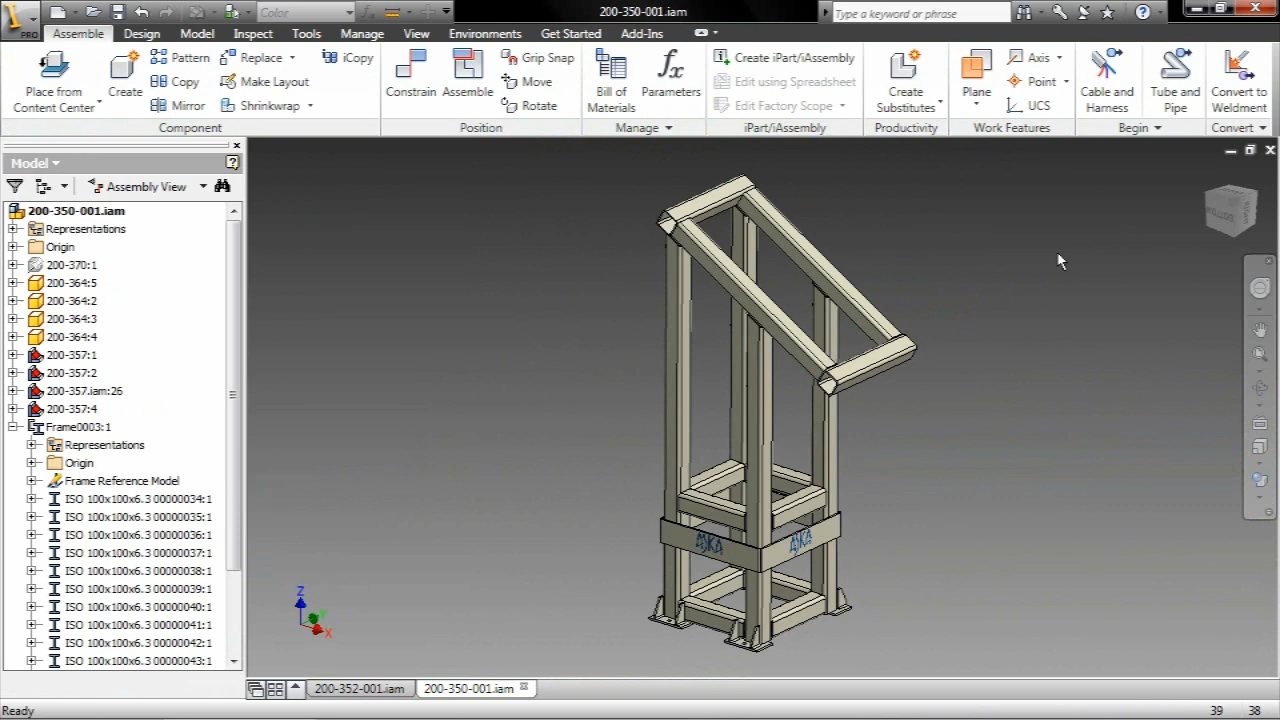 Color
200-350-001.iam
Type a keyword or phrase
PRO
Assemble Design Model Inspect Tools Manage View Environments Get Started Add-Ins
Place from
Content Center
Create
Pattern
Copy
Mirror
Replace
Make Layout
Shrinkwrap
iCopy
Component
Constrain
Assemble
Grip Snap
Move
Rotate
Position
Bill of
Materials
Parameters
Manage
Create iPart/iAssembly
Edit using Spreadsheet
Edit Factory Scope
iPart/iAssembly
Create
Substitutes
Productivity
Plane
Axis
Point
UCS
Work Features
Cable and
Harness
Tube and
Pipe
Begin
Convert to
Weldment
Convert
Model
Assembly View
200-350-001.iam
Representations
Origin
200-370:1
200-364:5
200-364:2
200-364:3
200-364:4
200-357:1
200-357:2
200-357.iam:26
200-357:4
Frame0003:1
Representations
Origin
Frame Reference Model
ISO 100x100x6.3 00000034:1
ISO 100x100x6.3 00000035:1
ISO 100x100x6.3 00000036:1
ISO 100x100x6.3 00000037:1
ISO 100x100x6.3 00000038:1
ISO 100x100x6.3 00000039:1
ISO 100x100x6.3 00000040:1
ISO 100x100x6.3 00000041:1
ISO 100x100x6.3 00000042:1
ISO 100x100x6.3 00000043:1
BOTTOM
Z
Y
X
200-352-001.iam
200-350-001.iam
Ready
39 38